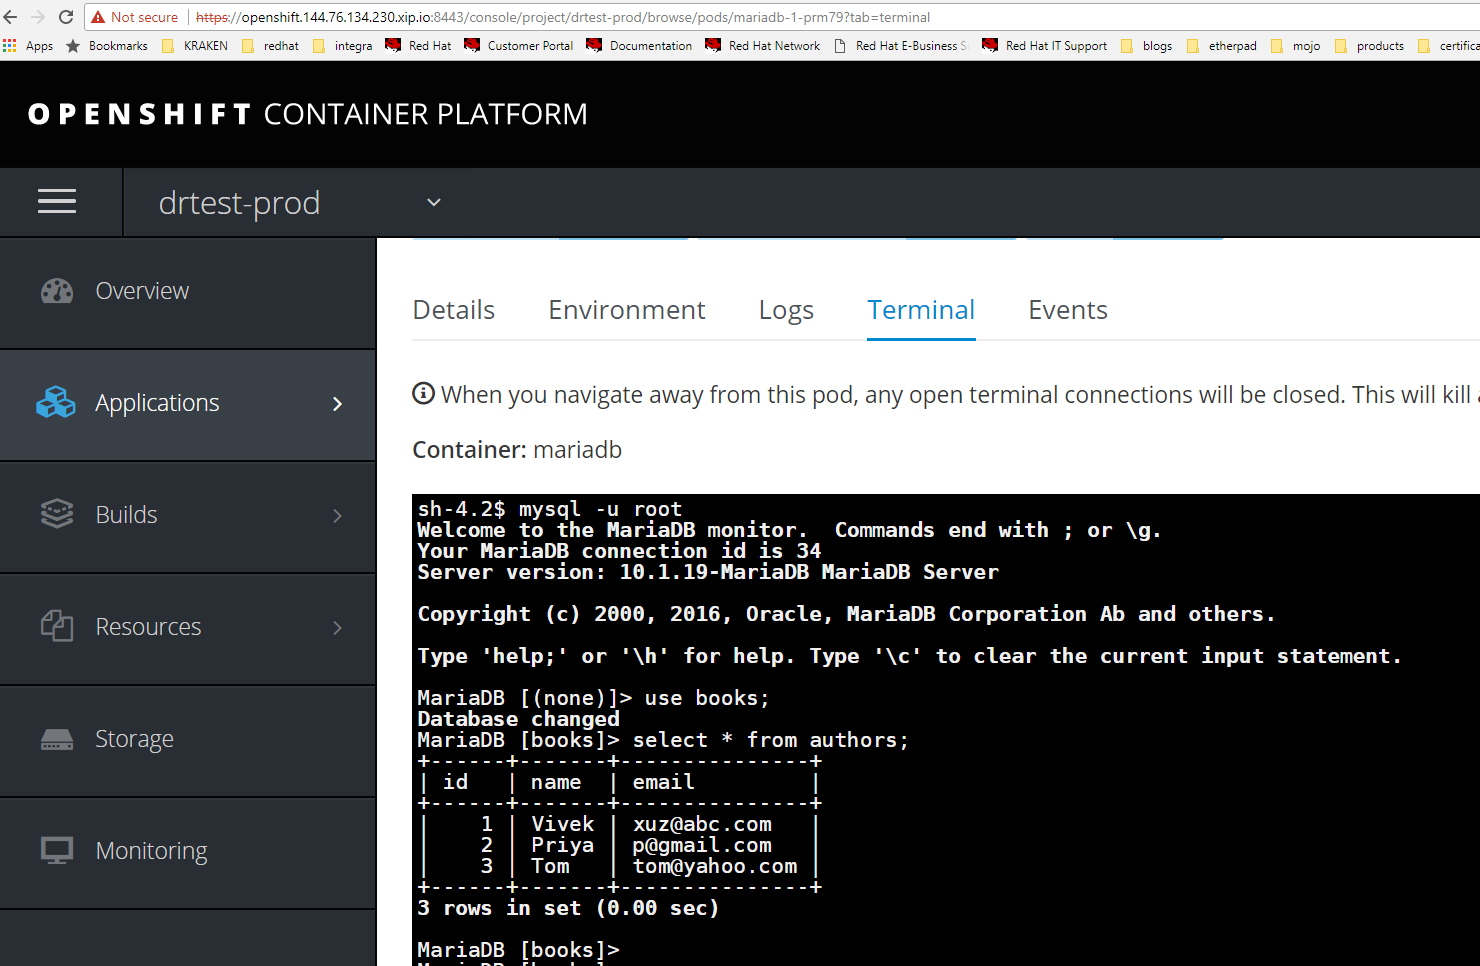 Not secure | https://openshift.144.76.134.230.xip.io:8443/console/project/drtest-prod/browse/pods/mariadb-1-prm79?tab=terminal
Apps Bookmarks KRAKEN redhat integra Red Hat Customer Portal Documentation Red Hat Network Red Hat E-Business S Red Hat IT Support blogs etherpad mojo products certifica
OPENSHIFT CONTAINER PLATFORM
drtest-prod
Overview
Applications
Builds
Resources
Storage
Monitoring
Details Environment Logs Terminal Events
When you navigate away from this pod, any open terminal connections will be closed. This will kill
Container: mariadb
sh-4.2$ mysql -u root
Welcome to the MariaDB monitor.  Commands end with ; or \g.
Your MariaDB connection id is 34
Server version: 10.1.19-MariaDB MariaDB Server
Copyright (c) 2000, 2016, Oracle, MariaDB Corporation Ab and others.
Type 'help;' or '\h' for help. Type '\c' to clear the current input statement.
MariaDB [(none)]> use books;
Database changed
MariaDB [books]> select * from authors;
+------+-------+---------------+
| id   | name  | email         |
+------+-------+---------------+
|    1 | Vivek | xuz@abc.com   |
|    2 | Priya | p@gmail.com   |
|    3 | Tom   | tom@yahoo.com |
+------+-------+---------------+
3 rows in set (0.00 sec)
MariaDB [books]>